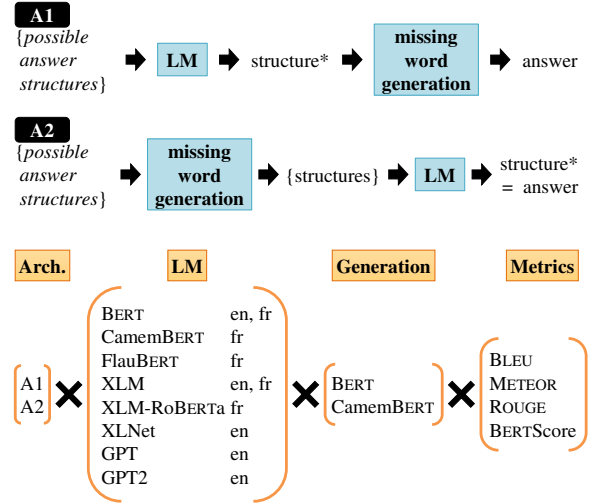 A1
{possible
answer
structures}
LM
structure*
missing
word
generation
answer
A2
{possible
answer
structures}
missing
word
generation
{structures}
LM
structure*
= answer
Arch.
LM
Generation
Metrics
A1
A2
BERT en, fr
CamemBERT fr
FlauBERT fr
XLM en, fr
XLM-RoBERTa fr
XLNet en
GPT en
GPT2 en
BERT
CamemBERT
BLEU
METEOR
ROUGE
BERTScore